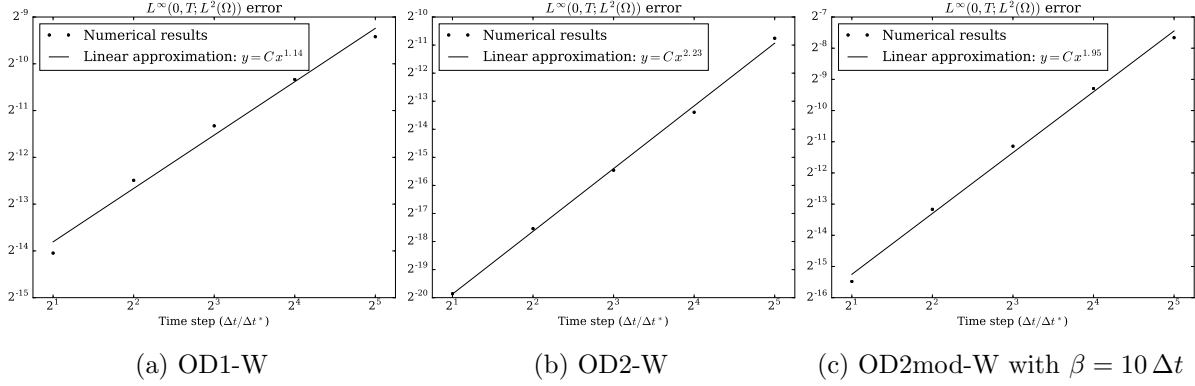 L^∞(0,T;L²(Ω)) error
2^-9
2^-10
2^-11
2^-12
2^-13
2^-14
2^-15
Numerical results
Linear approximation: y=Cx^1.14
2^1 2^2 2^3 2^4 2^5
Time step (Δt/Δt*)
(a) OD1-W
L^∞(0,T;L²(Ω)) error
2^-10
2^-11
2^-12
2^-13
2^-14
2^-15
2^-16
2^-17
2^-18
2^-19
2^-20
Numerical results
Linear approximation: y=Cx^2.23
2^1 2^2 2^3 2^4 2^5
Time step (Δt/Δt*)
(b) OD2-W
L^∞(0,T;L²(Ω)) error
2^-7
2^-8
2^-9
2^-10
2^-11
2^-12
2^-13
2^-14
2^-15
2^-16
Numerical results
Linear approximation: y=Cx^1.95
2^1 2^2 2^3 2^4 2^5
Time step (Δt/Δt*)
(c) OD2mod-W with β = 10 Δt